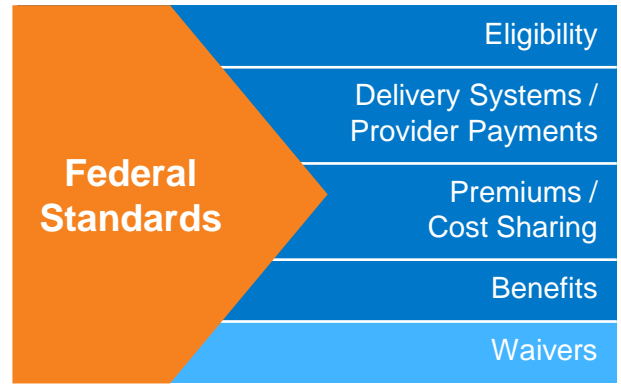 Federal
Standards
Eligibility
Delivery Systems /
Provider Payments
Premiums /
Cost Sharing
Benefits
Waivers